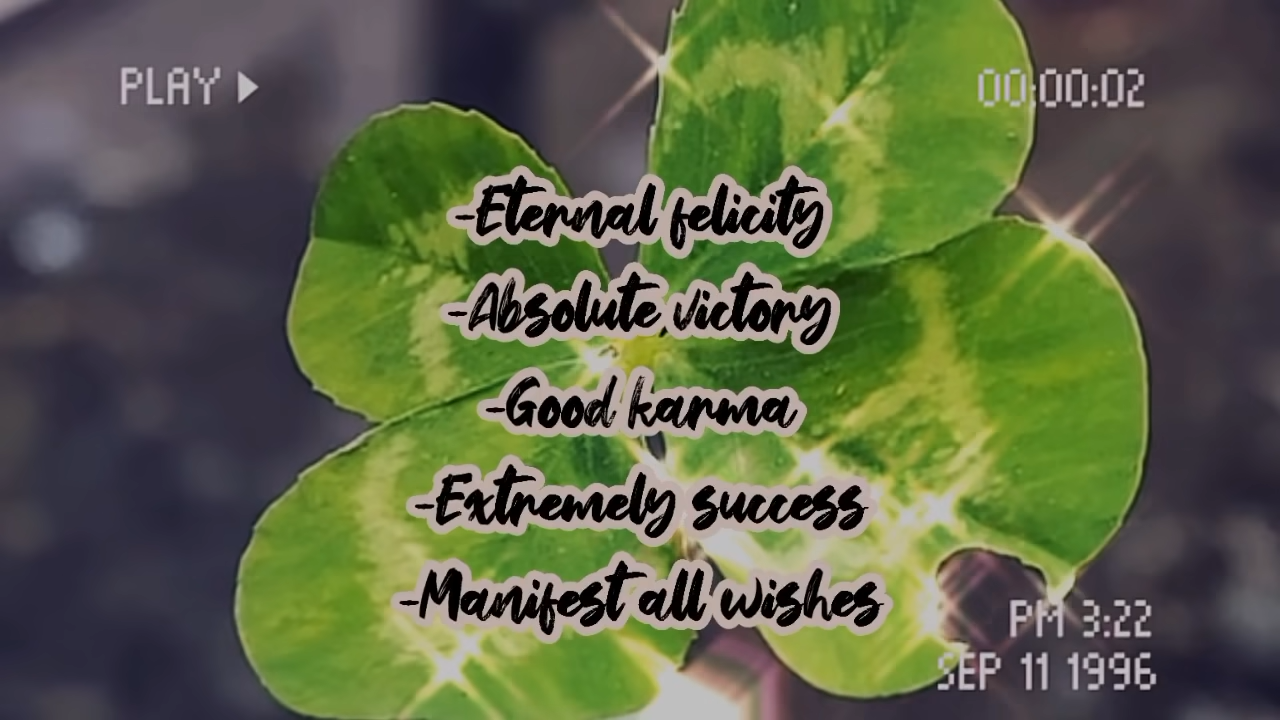 PLAY ▶
00:00:02
-Eternal felicity
-Absolute victory
-Good karma
-Extremely success
-Manifest all wishes
PM 3:22
SEP 11 1996